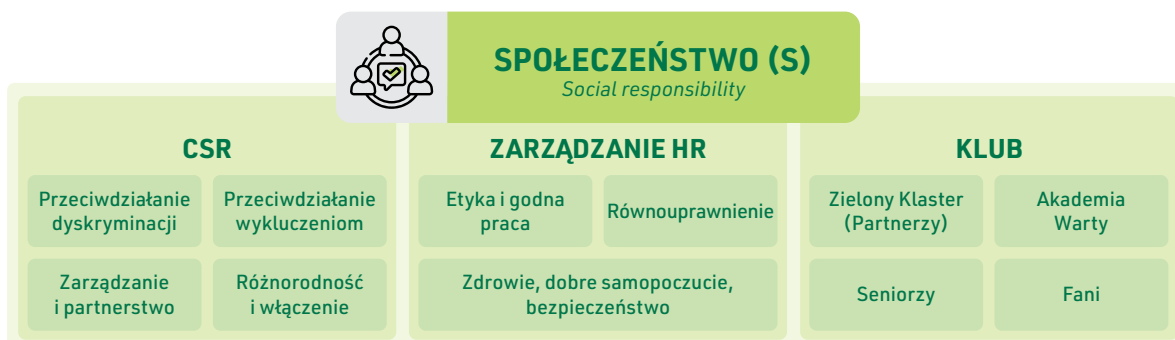 SPOŁECZEŃSTWO (S)
Social responsibility
CSR
Przeciwdziałanie
dyskryminacji
Przeciwdziałanie
wykluczeniom
Zarządzanie
i partnerstwo
Różnorodność
i włączenie
ZARZĄDZANIE HR
Etyka i godna
praca
Równouprawnienie
Zdrowie, dobre samopoczucie,
bezpieczeństwo
KLUB
Zielony Klaster
(Partnerzy)
Akademia
Warty
Seniorzy
Fani